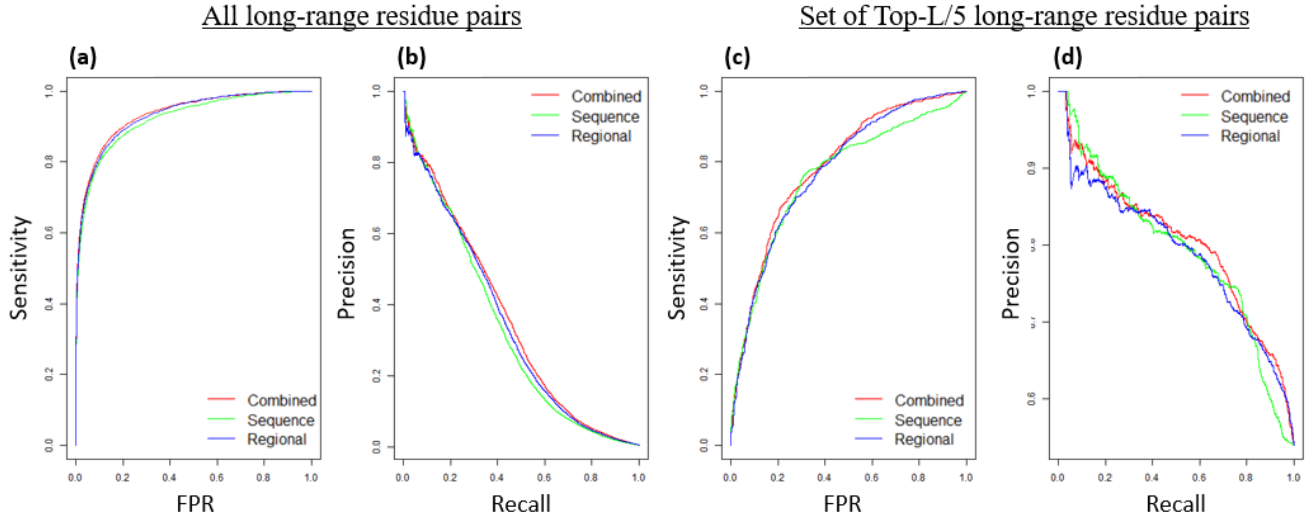 All long-range residue pairs
Set of Top-L/5 long-range residue pairs
(a)
Sensitivity
0.0 0.2 0.4 0.6 0.8 1.0
Combined
Sequence
Regional
0.0 0.2 0.4 0.6 0.8 1.0
FPR
(b)
Precision
0.0 0.2 0.4 0.6 0.8 1.0
Combined
Sequence
Regional
0.0 0.2 0.4 0.6 0.8 1.0
Recall
(c)
Sensitivity
0.0 0.2 0.4 0.6 0.8 1.0
Combined
Sequence
Regional
0.0 0.2 0.4 0.6 0.8 1.0
FPR
(d)
Precision
0.6 0.7 0.8 0.9 1.0
Combined
Sequence
Regional
0.0 0.2 0.4 0.6 0.8 1.0
Recall